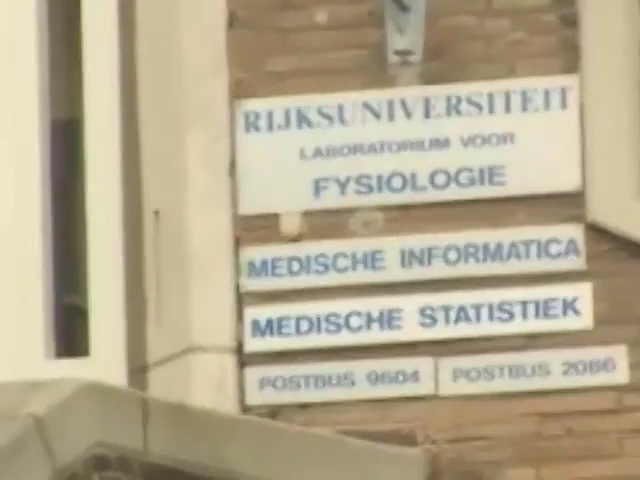 RIJKSUNIVERSITEIT
LABORATORIUM VOOR
FYSIOLOGIE
MEDISCHE INFORMATICA
MEDISCHE STATISTIEK
POSTBUS 9604 POSTBUS 2086